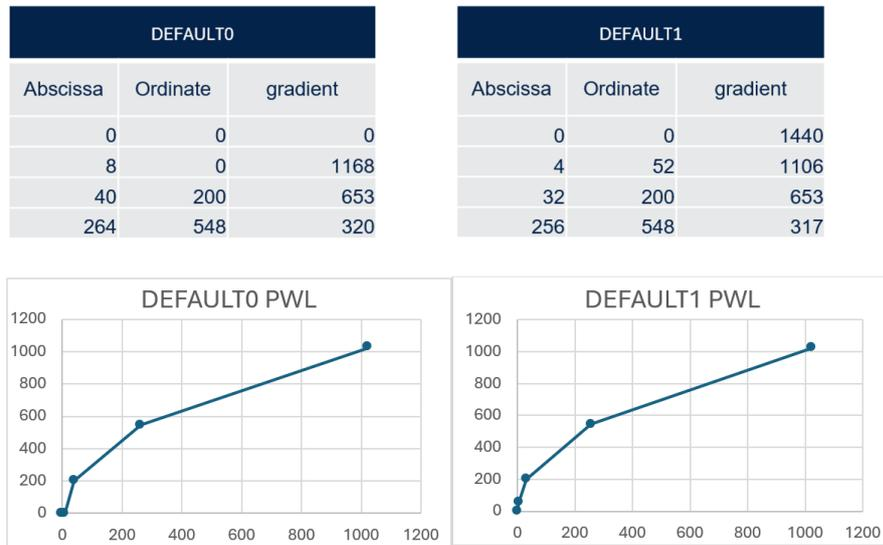 DEFAULT0
Abscissa Ordinate gradient
0 0 0
8 0 1168
40 200 653
264 548 320
DEFAULT1
Abscissa Ordinate gradient
0 0 1440
4 52 1106
32 200 653
256 548 317
DEFAULT0 PWL
1200
1000
800
600
400
200
0
0 200 400 600 800 1000 1200
DEFAULT1 PWL
1200
1000
800
600
400
200
0
0 200 400 600 800 1000 1200